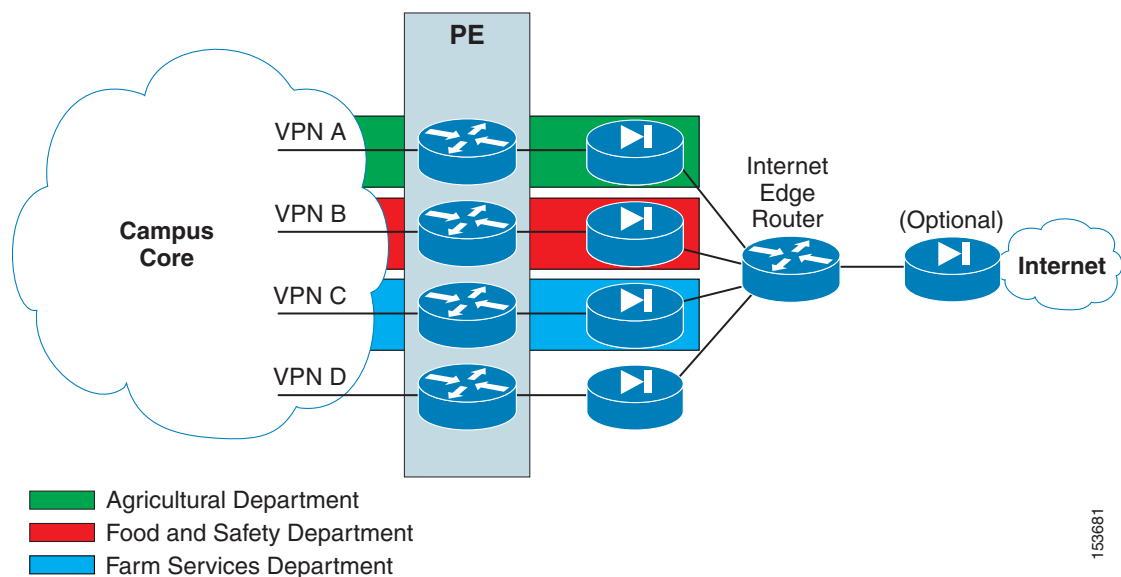 PE
VPN A
VPN B
VPN C
VPN D
Campus
Core
Internet
Edge
Router
(Optional)
Internet
Agricultural Department
Food and Safety Department
Farm Services Department
153681